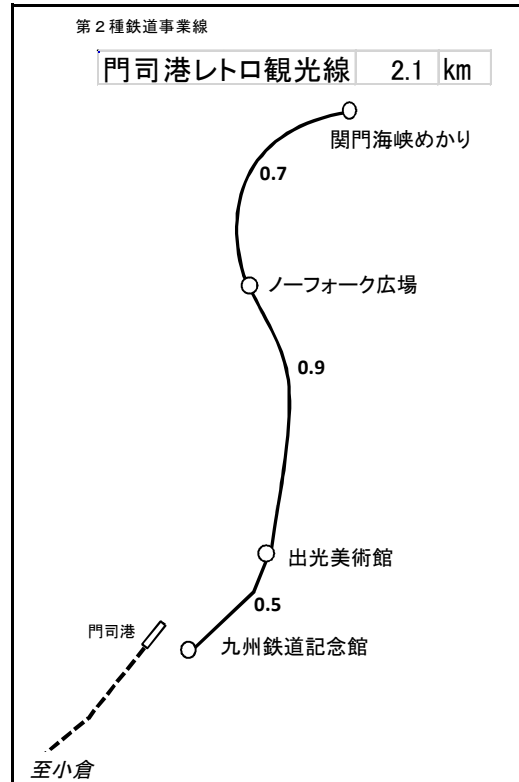 第２種鉄道事業線
門司港レトロ観光線 2.1 km
関門海峡めかり
0.7
ノーフォーク広場
0.9
出光美術館
0.5
門司港
九州鉄道記念館
至小倉